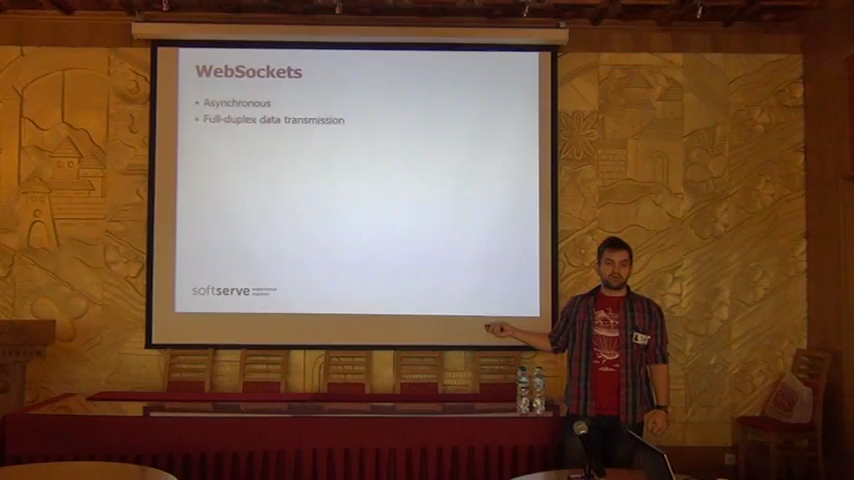 WebSockets
• Asynchronous
• Full-duplex data transmission
softserve